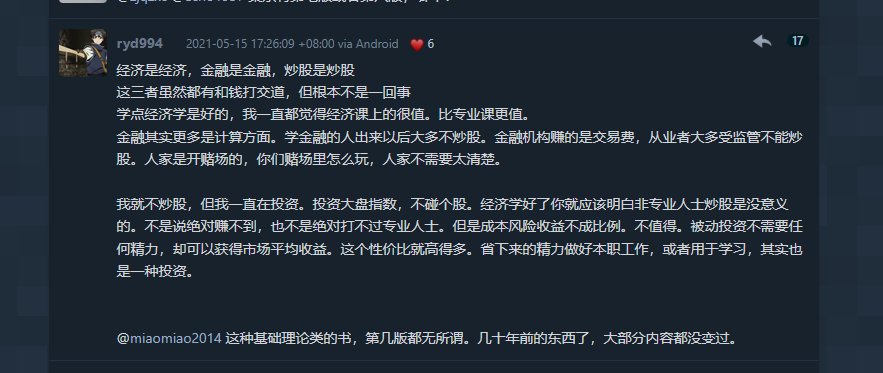 ryd994 2021-05-15 17:26:09 +08:00 via Android 6 17
经济是经济，金融是金融，炒股是炒股
这三者虽然都有和钱打交道，但根本不是一回事
学点经济学是好的，我一直都觉得经济课上的很值。比专业课更值。
金融其实更多是计算方面。学金融的人出来以后大多不炒股。金融机构赚的是交易费，从业者大多受监管不能炒
股。人家是开赌场的，你们赌场里怎么玩，人家不需要太清楚。
我就不炒股，但我一直在投资。投资大盘指数，不碰个股。经济学好了你就应该明白非专业人士炒股是没意义
的。不是说绝对赚不到，也不是绝对打不过专业人士。但是成本风险收益不成比例。不值得。被动投资不需要任
何精力，却可以获得市场平均收益。这个性价比就高得多。省下来的精力做好本职工作，或者用于学习，其实也
是一种投资。
@miaomiao2014 这种基础理论类的书，第几版都无所谓。几十年前的东西了，大部分内容都没变过。